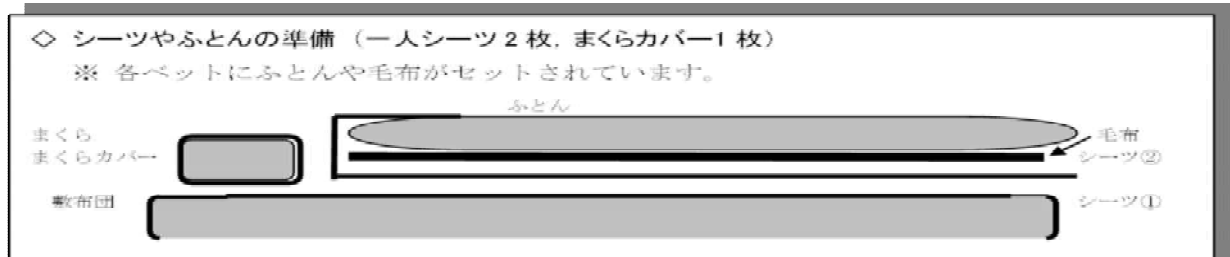 ◇ シーツやふとんの準備（一人シーツ２枚，まくらカバー1 枚）
※ 各ベットにふとんや毛布がセットされています。
ふとん
まくら
まくらカバー
毛布
シーツ②
敷布団
シーツ①